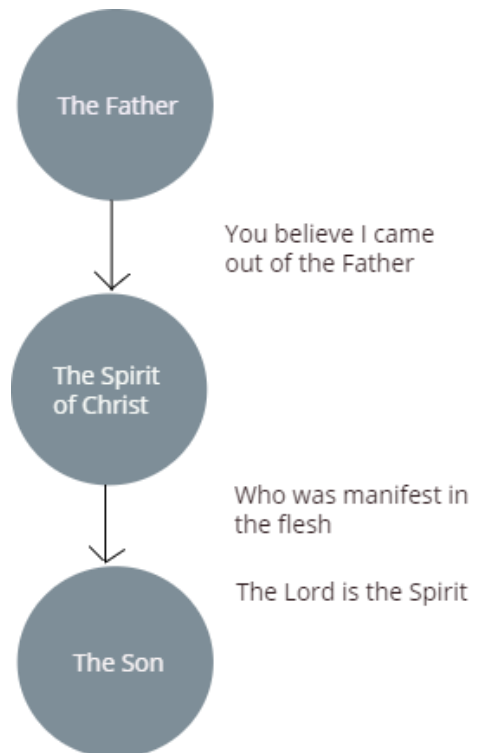 The Father
You believe I came
out of the Father
The Spirit
of Christ
Who was manifest in
the flesh
The Lord is the Spirit
The Son